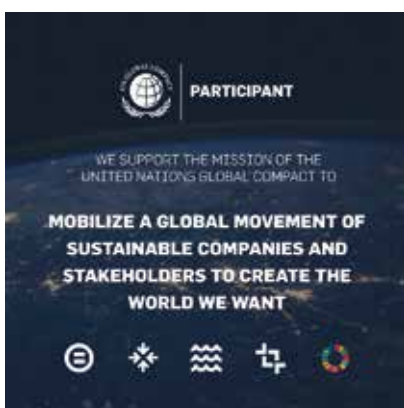 PARTICIPANT
WE SUPPORT THE MISSION OF THE
UNITED NATIONS GLOBAL COMPACT TO
MOBILIZE A GLOBAL MOVEMENT OF
SUSTAINABLE COMPANIES AND
STAKEHOLDERS TO CREATE THE
WORLD WE WANT